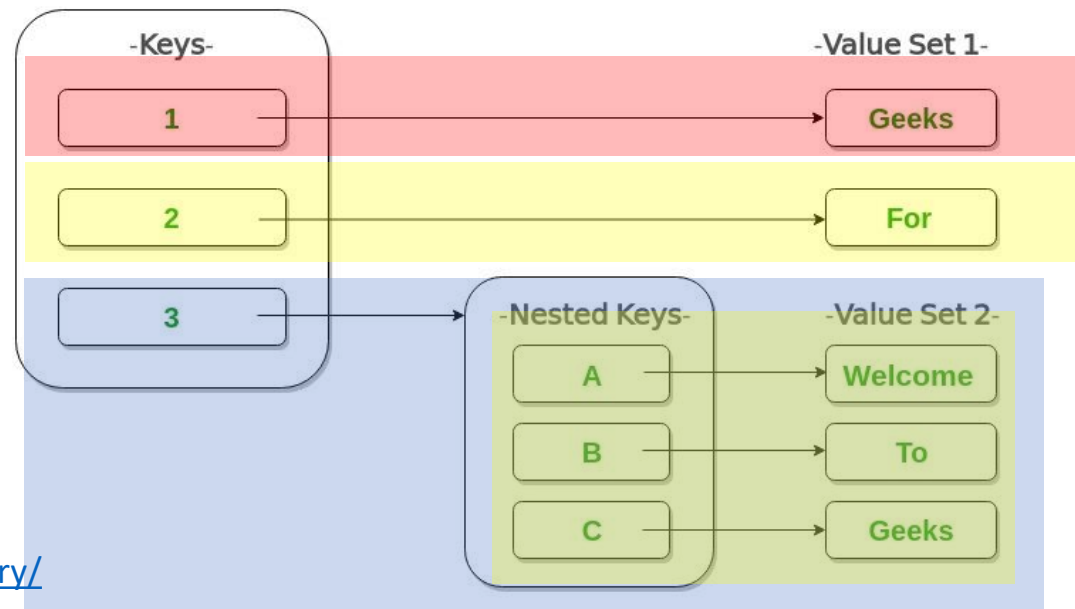 -Keys- -Value Set 1-
1 Geeks
2 For
3
-Nested Keys- -Value Set 2-
A Welcome
B To
C Geeks
ry/